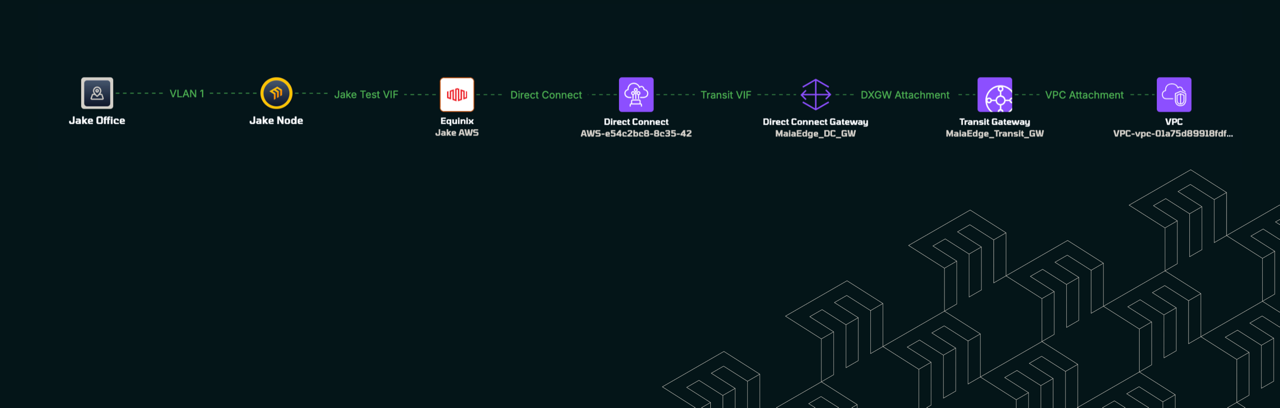 VLAN 1
Jake Test VIF
Direct Connect
Transit VIF
DXGW Attachment
VPC Attachment
Jake Office
Jake Node
Equinix
Jake AWS
Direct Connect
AWS-e54c2bc8-8c35-42
Direct Connect Gateway
MaiaEdge_DC_GW
Transit Gateway
MaiaEdge_Transit_GW
VPC
VPC-vpc-01a75d89918fdf...